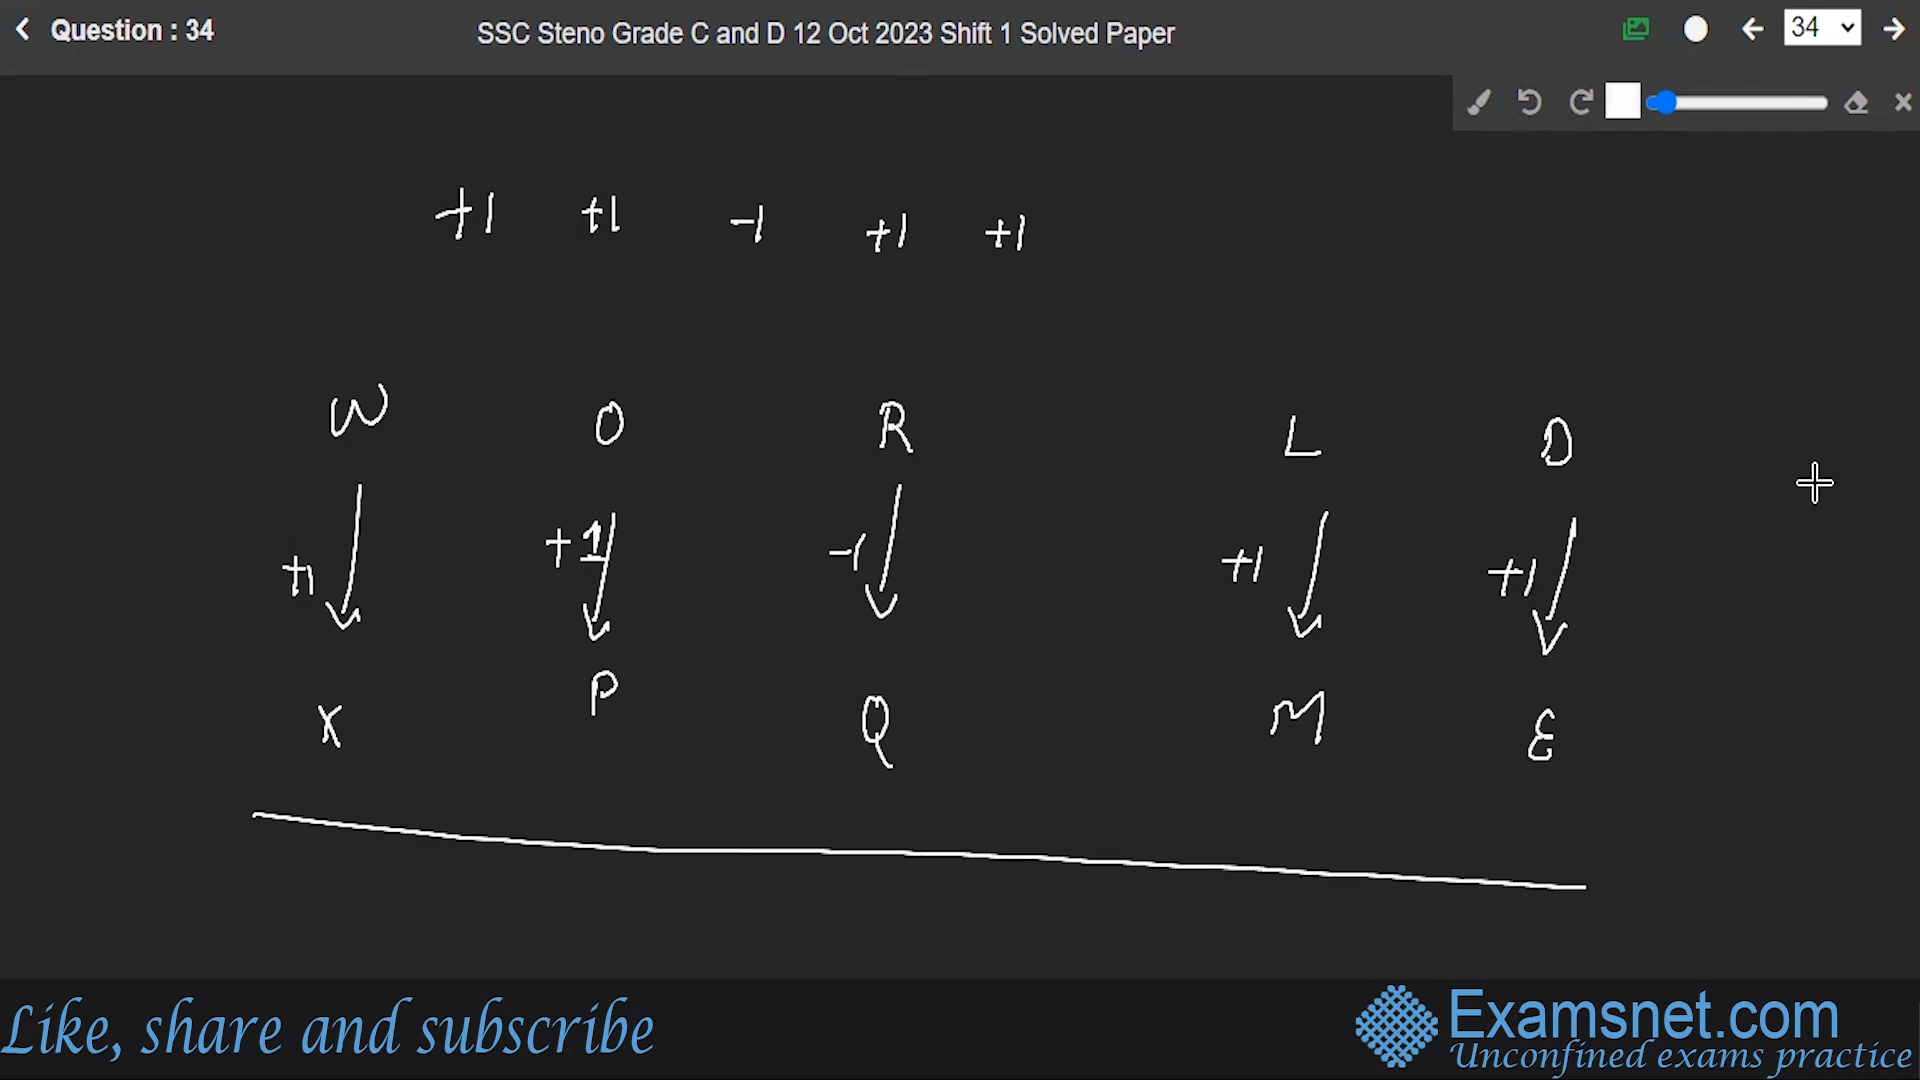 Question : 34
SSC Steno Grade C and D 12 Oct 2023 Shift 1 Solved Paper
34
+1 +1 -1 +1 +1
W O R L D
+1 +1 -1 +1 +1
X P Q M E
Like, share and subscribe
Examsnet.com
Unconfined exams practice